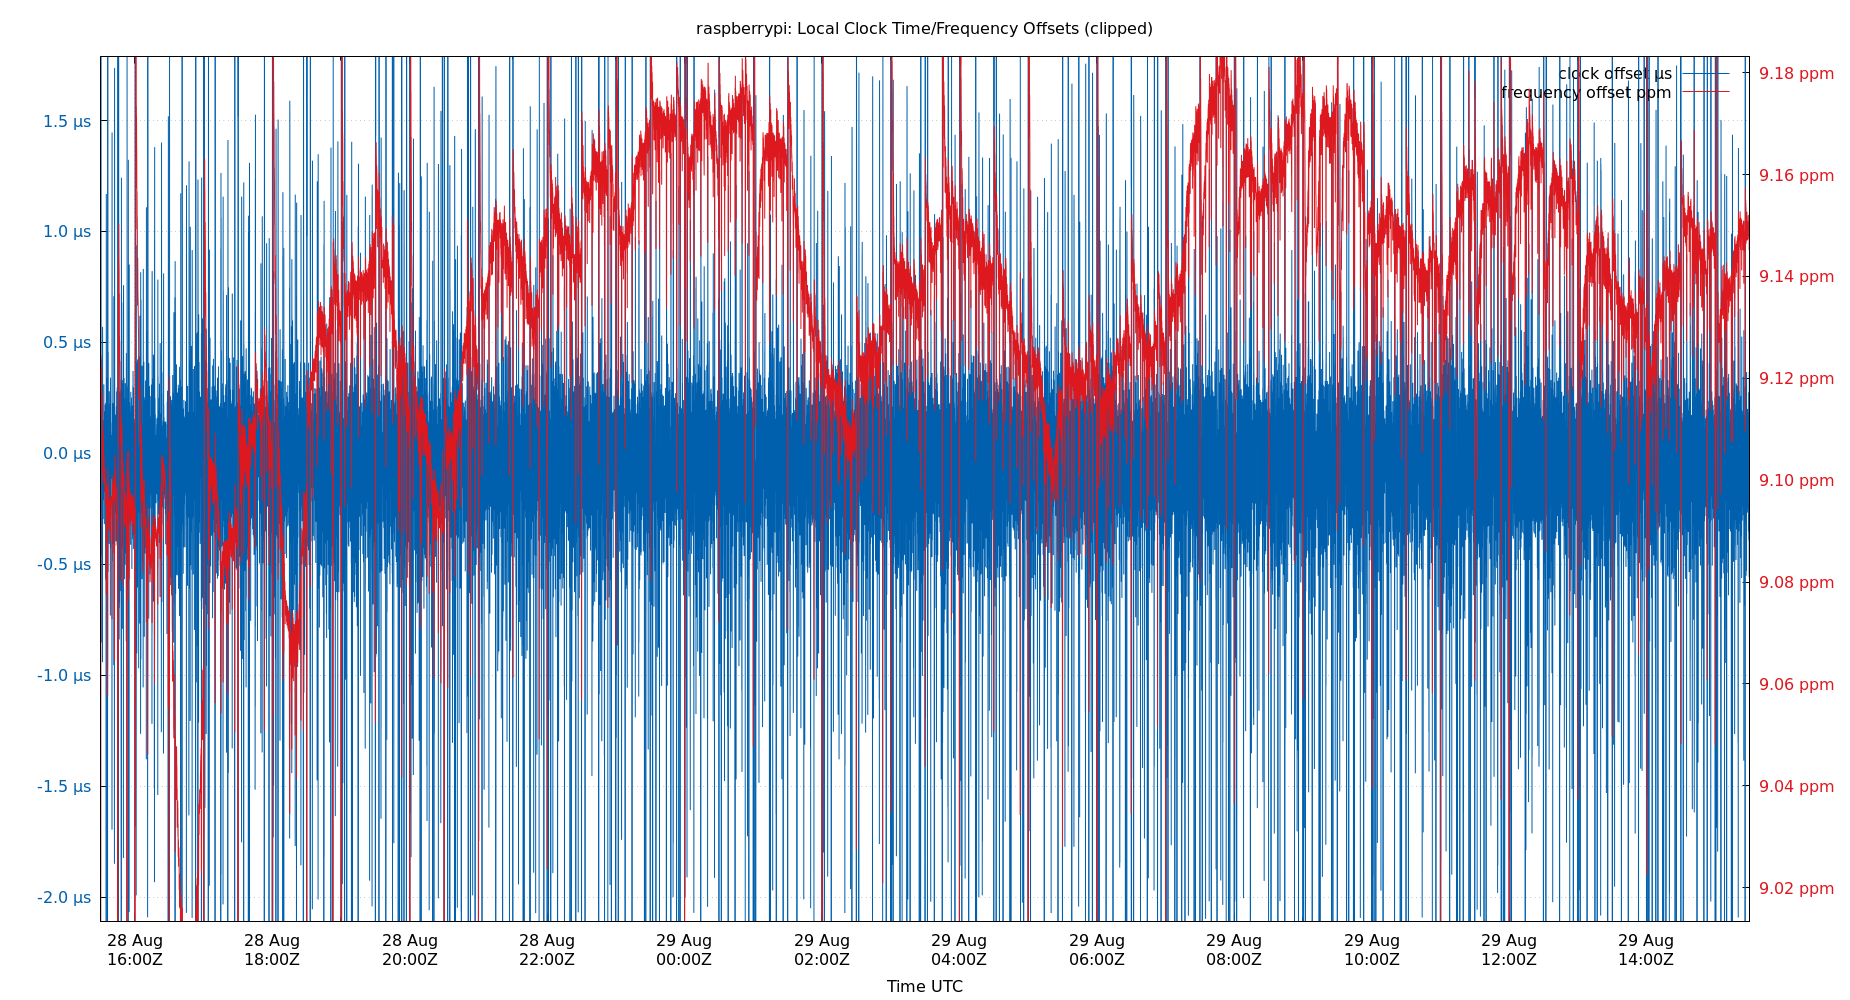 raspberrypi: Local Clock Time/Frequency Offsets (clipped)
clock offset µs
frequency offset ppm
1.5 µs
1.0 µs
0.5 µs
0.0 µs
-0.5 µs
-1.0 µs
-1.5 µs
-2.0 µs
9.18 ppm
9.16 ppm
9.14 ppm
9.12 ppm
9.10 ppm
9.08 ppm
9.06 ppm
9.04 ppm
9.02 ppm
28 Aug 28 Aug 28 Aug 28 Aug 29 Aug 29 Aug 29 Aug 29 Aug 29 Aug 29 Aug 29 Aug 29 Aug
16:00Z 18:00Z 20:00Z 22:00Z 00:00Z 02:00Z 04:00Z 06:00Z 08:00Z 10:00Z 12:00Z 14:00Z
Time UTC